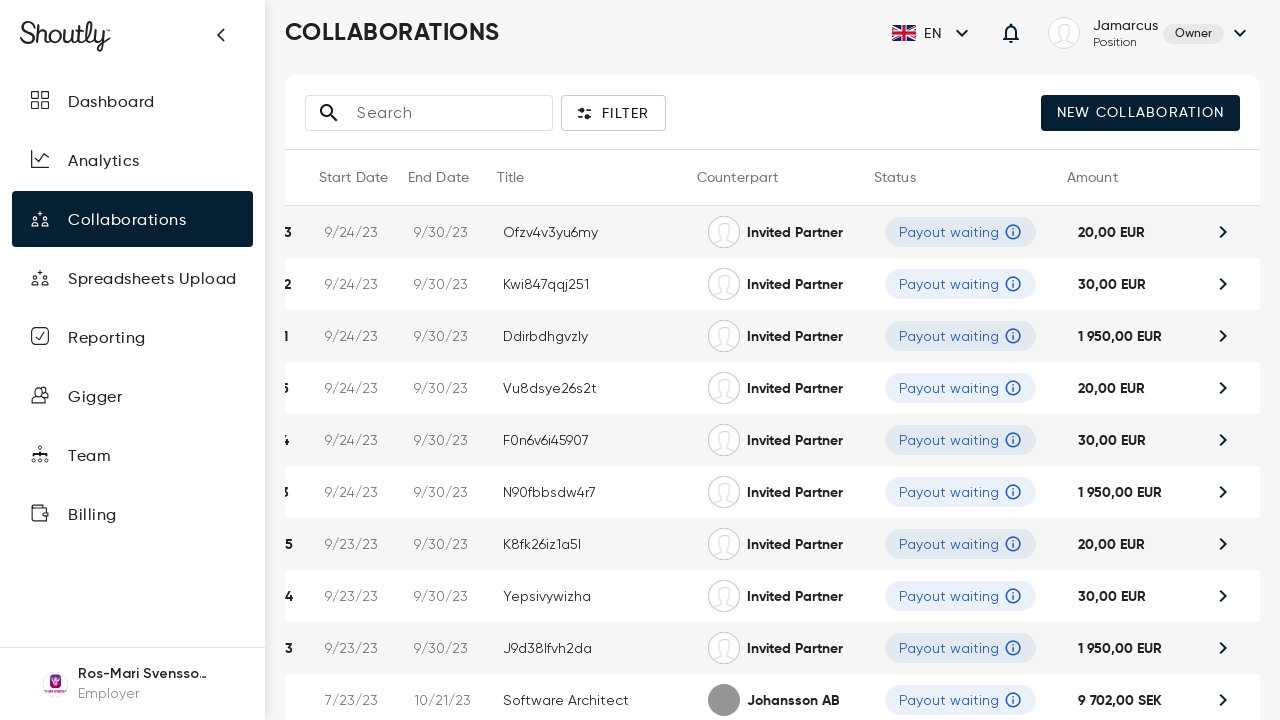 Shoutly
COLLABORATIONS
EN
Jamarcus
Position
Owner
Dashboard
Analytics
Collaborations
Spreadsheets Upload
Reporting
Gigger
Team
Billing
Ros-Mari Svensso...
Employer
Search
FILTER
NEW COLLABORATION
Start Date End Date Title Counterpart Status Amount
3 9/24/23 9/30/23 Ofzv4v3yu6my Invited Partner Payout waiting 20,00 EUR
2 9/24/23 9/30/23 Kwi847qqj251 Invited Partner Payout waiting 30,00 EUR
1 9/24/23 9/30/23 Ddirbdhgvzly Invited Partner Payout waiting 1 950,00 EUR
5 9/24/23 9/30/23 Vu8dsye26s2t Invited Partner Payout waiting 20,00 EUR
4 9/24/23 9/30/23 F0n6v6i45907 Invited Partner Payout waiting 30,00 EUR
3 9/24/23 9/30/23 N90fbbsdw4r7 Invited Partner Payout waiting 1 950,00 EUR
5 9/23/23 9/30/23 K8fk26iz1a5l Invited Partner Payout waiting 20,00 EUR
4 9/23/23 9/30/23 Yepsivywizha Invited Partner Payout waiting 30,00 EUR
3 9/23/23 9/30/23 J9d38lfvh2da Invited Partner Payout waiting 1 950,00 EUR
7/23/23 10/21/23 Software Architect Johansson AB Payout waiting 9 702,00 SEK